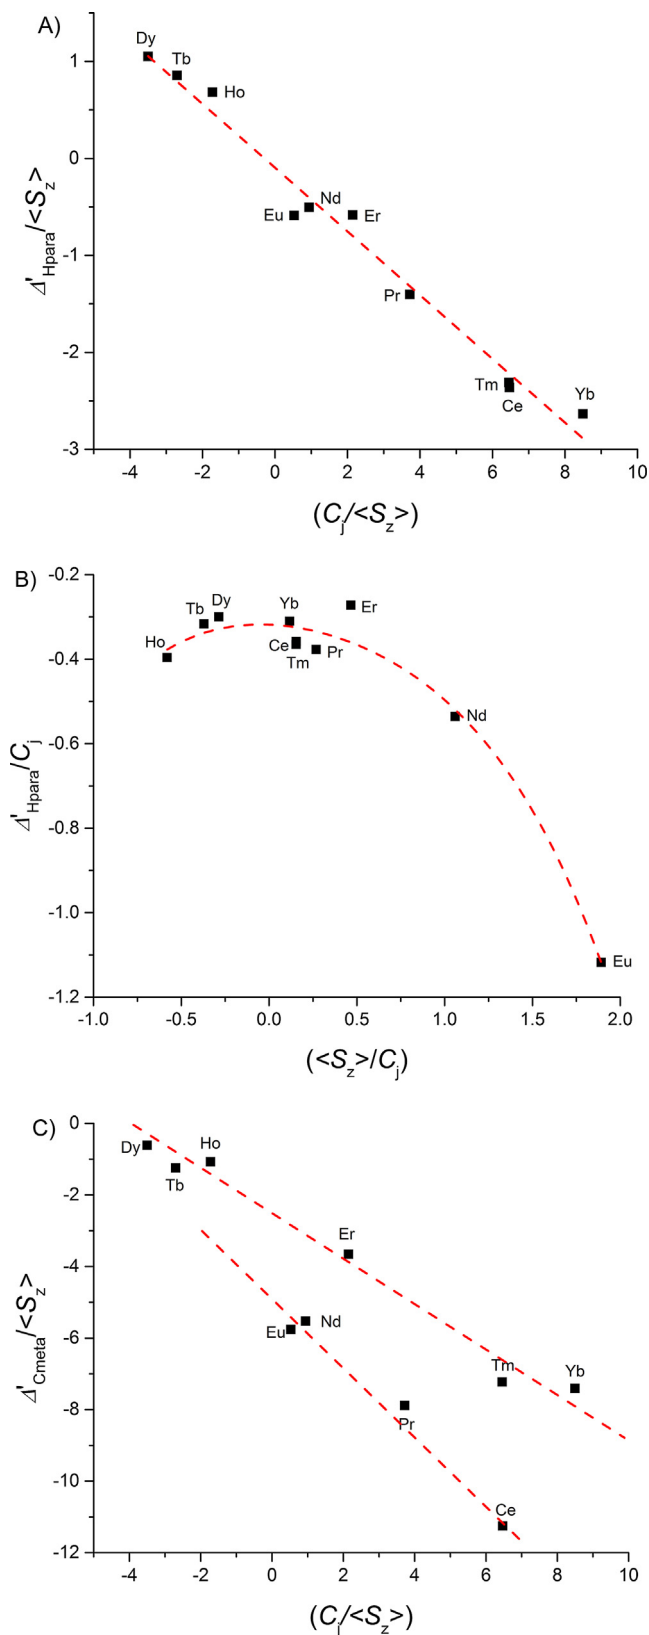 A)
Δ'Hpara/<Sz>
1
0
-1
-2
-3
Dy
Tb
Ho
Nd
Eu
Er
Pr
Tm
Ce
Yb
-4 -2 0 2 4 6 8 10
(Cj/<Sz>)
B)
Δ'Hpara/Cj
-0.2
-0.4
-0.6
-0.8
-1.0
-1.2
Ho
Tb
Dy
Yb
Er
Ce
Tm
Pr
Nd
Eu
-1.0 -0.5 0.0 0.5 1.0 1.5 2.0
(<Sz>/Cj)
C)
Δ'Cmeta/<Sz>
0
-2
-4
-6
-8
-10
-12
Dy
Tb
Ho
Er
Eu
Nd
Tm
Yb
Pr
Ce
-4 -2 0 2 4 6 8 10
(Cj/<Sz>)